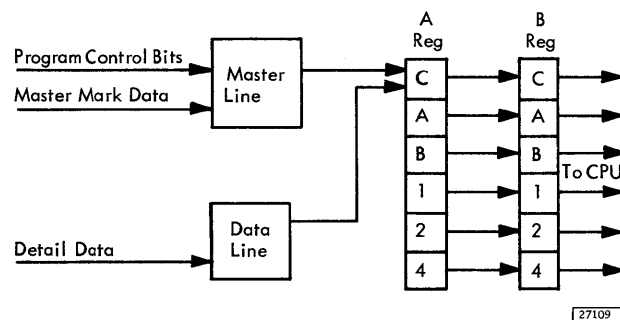 A
Reg
B
Reg
Program Control Bits
Master Mark Data
Master
Line
Detail Data
Data
Line
C
A
B
1
2
4
C
A
B
1
2
4
To CPU
27109